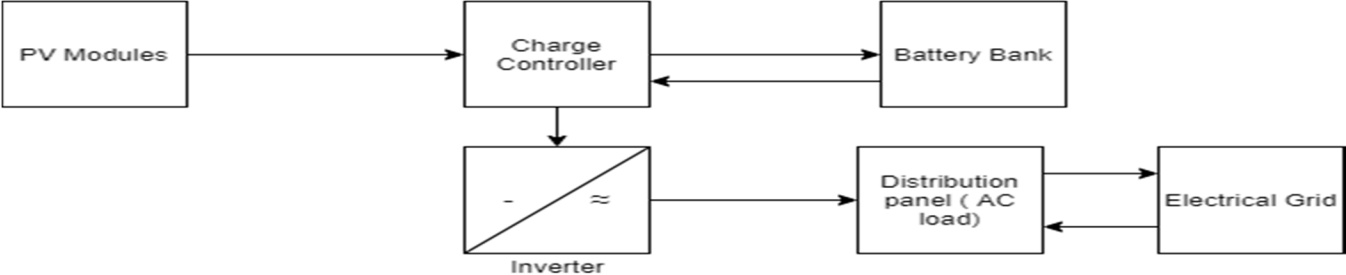 PV Modules
Charge
Controller
Battery Bank
- ≈
Distribution
panel ( AC
load)
Electrical Grid
Inverter